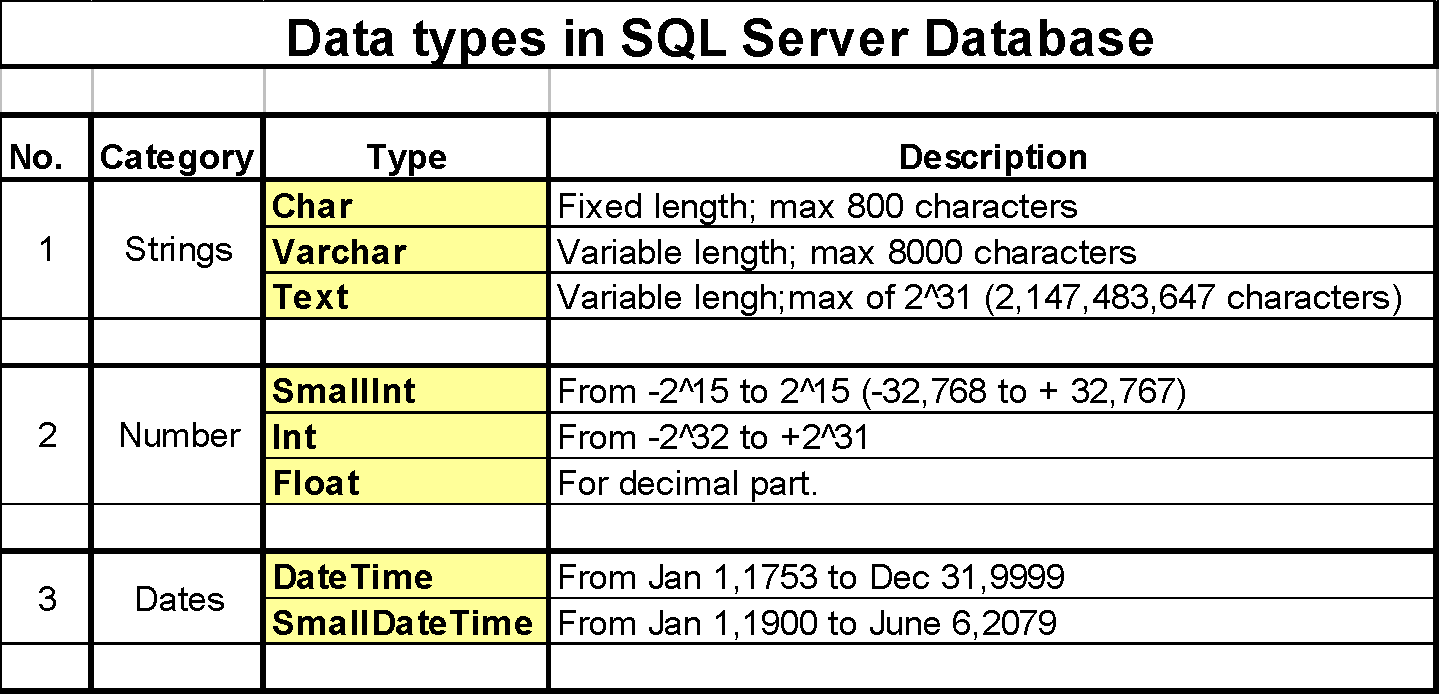 Data types in SQL Server Database
No. Category Type Description
1 Strings Char Fixed length; max 800 characters
Varchar Variable length; max 8000 characters
Text Variable lengh;max of 2^31 (2,147,483,647 characters)
2 Number SmallInt From -2^15 to 2^15 (-32,768 to + 32,767)
Int From -2^32 to +2^31
Float For decimal part.
3 Dates DateTime From Jan 1,1753 to Dec 31,9999
SmallDateTime From Jan 1,1900 to June 6,2079